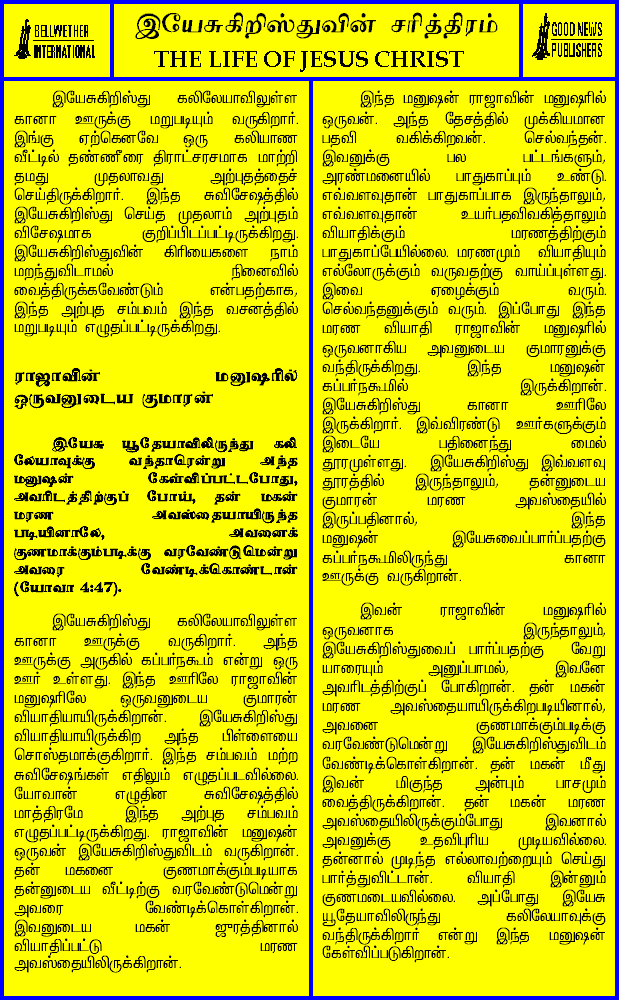 BELLWETHER
INTERNATIONAL
இயேசுகிறிஸ்துவின் சரித்திரம்
THE LIFE OF JESUS CHRIST
GOOD NEWS
PUBLISHERS
இயேசுகிறிஸ்து கலிலேயாவிலுள்ள
கானா ஊருக்கு மறுபடியும் வருகிறார்.
இங்கு ஏற்கெனவே ஒரு கலியாண
வீட்டில் தண்ணீரை திராட்சரசமாக மாற்றி
தமது முதலாவது அற்புதத்தைச்
செய்திருக்கிறார். இந்த சுவிசேஷத்தில்
இயேசுகிறிஸ்து செய்த முதலாம் அற்புதம்
விசேஷமாக குறிப்பிடப்பட்டிருக்கிறது.
இயேசுகிறிஸ்துவின் கிரியைகளை நாம்
மறந்துவிடாமல் நினைவில்
வைத்திருக்கவேண்டும் என்பதற்காக,
இந்த அற்புத சம்பவம் இந்த வசனத்தில்
மறுபடியும் எழுதப்பட்டிருக்கிறது.
ராஜாவின் மனுஷரில்
ஒருவனுடைய குமாரன்
இயேசு யூதேயாவிலிருந்து கலி
லேயாவுக்கு வந்தாரென்று அந்த
மனுஷன் கேள்விப்பட்டபோது,
அவரிடத்திற்குப் போய், தன் மகன்
மரண அவஸ்தையாயிருந்த
படியினாலே, அவனைக்
குணமாக்கும்படிக்கு வரவேண்டுமென்று
அவரை வேண்டிக்கொண்டான்
(யோவா 4:47).
இயேசுகிறிஸ்து கலிலேயாவிலுள்ள
கானா ஊருக்கு வருகிறார். அந்த
ஊருக்கு அருகில் கப்பர்நகூம் என்று ஒரு
ஊர் உள்ளது. இந்த ஊரிலே ராஜாவின்
மனுஷரிலே ஒருவனுடைய குமாரன்
வியாதியாயிருக்கிறான். இயேசுகிறிஸ்து
வியாதியாயிருக்கிற அந்த பிள்ளையை
சொஸ்தமாக்குகிறார். இந்த சம்பவம் மற்ற
சுவிசேஷங்கள் எதிலும் எழுதப்படவில்லை.
யோவான் எழுதின சுவிசேஷத்தில்
மாத்திரமே இந்த அற்புத சம்பவம்
எழுதப்பட்டிருக்கிறது. ராஜாவின் மனுஷன்
ஒருவன் இயேசுகிறிஸ்துவிடம் வருகிறான்.
தன் மகனை குணமாக்கும்படியாக
தன்னுடைய வீட்டிற்கு வரவேண்டுமென்று
அவரை வேண்டிக்கொள்கிறான்.
இவனுடைய மகன் ஜுரத்தினால்
வியாதிப்பட்டு மரண
அவஸ்தையிலிருக்கிறான்.
இந்த மனுஷன் ராஜாவின் மனுஷரில்
ஒருவன். அந்த தேசத்தில் முக்கியமான
பதவி வகிக்கிறவன். செல்வந்தன்.
இவனுக்கு பல பட்டங்களும்,
அரண்மனையில் பாதுகாப்பும் உண்டு.
எவ்வளவுதான் பாதுகாப்பாக இருந்தாலும்,
எவ்வளவுதான் உயர்பதவிவகித்தாலும்
வியாதிக்கும் மரணத்திற்கும்
பாதுகாப்பேயில்லை. மரணமும் வியாதியும்
எல்லோருக்கும் வருவதற்கு வாய்ப்புள்ளது.
இவை ஏழைக்கும் வரும்.
செல்வந்தனுக்கும் வரும். இப்போது இந்த
மரண வியாதி ராஜாவின் மனுஷரில்
ஒருவனாகிய அவனுடைய குமாரனுக்கு
வந்திருக்கிறது. இந்த மனுஷன்
கப்பர்நகூமில் இருக்கிறான்.
இயேசுகிறிஸ்து கானா ஊரிலே
இருக்கிறார். இவ்விரண்டு ஊர்களுக்கும்
இடையே பதினைந்து மைல்
தூரமுள்ளது. இயேசுகிறிஸ்து இவ்வளவு
தூரத்தில் இருந்தாலும், தன்னுடைய
குமாரன் மரண அவஸ்தையில்
இருப்பதினால், இந்த
மனுஷன் இயேசுவைப்பார்ப்பதற்கு
கப்பர்நகூமிலிருந்து கானா
ஊருக்கு வருகிறான்.
இவன் ராஜாவின் மனுஷரில்
ஒருவனாக இருந்தாலும்,
இயேசுகிறிஸ்துவைப் பார்ப்பதற்கு வேறு
யாரையும் அனுப்பாமல், இவனே
அவரிடத்திற்குப் போகிறான். தன் மகன்
மரண அவஸ்தையாயிருக்கிறபடியினால்,
அவனை குணமாக்கும்படிக்கு
வரவேண்டுமென்று இயேசுகிறிஸ்துவிடம்
வேண்டிக்கொள்கிறான். தன் மகன் மீது
இவன் மிகுந்த அன்பும் பாசமும்
வைத்திருக்கிறான். தன் மகன் மரண
அவஸ்தையிலிருக்கும்போது இவனால்
அவனுக்கு உதவிபுரிய முடியவில்லை.
தன்னால் முடிந்த எல்லாவற்றையும் செய்து
பார்த்துவிட்டான். வியாதி இன்னும்
குணமடையவில்லை. அப்போது இயேசு
யூதேயாவிலிருந்து கலிலேயாவுக்கு
வந்திருக்கிறார் என்று இந்த மனுஷன்
கேள்விப்படுகிறான்.